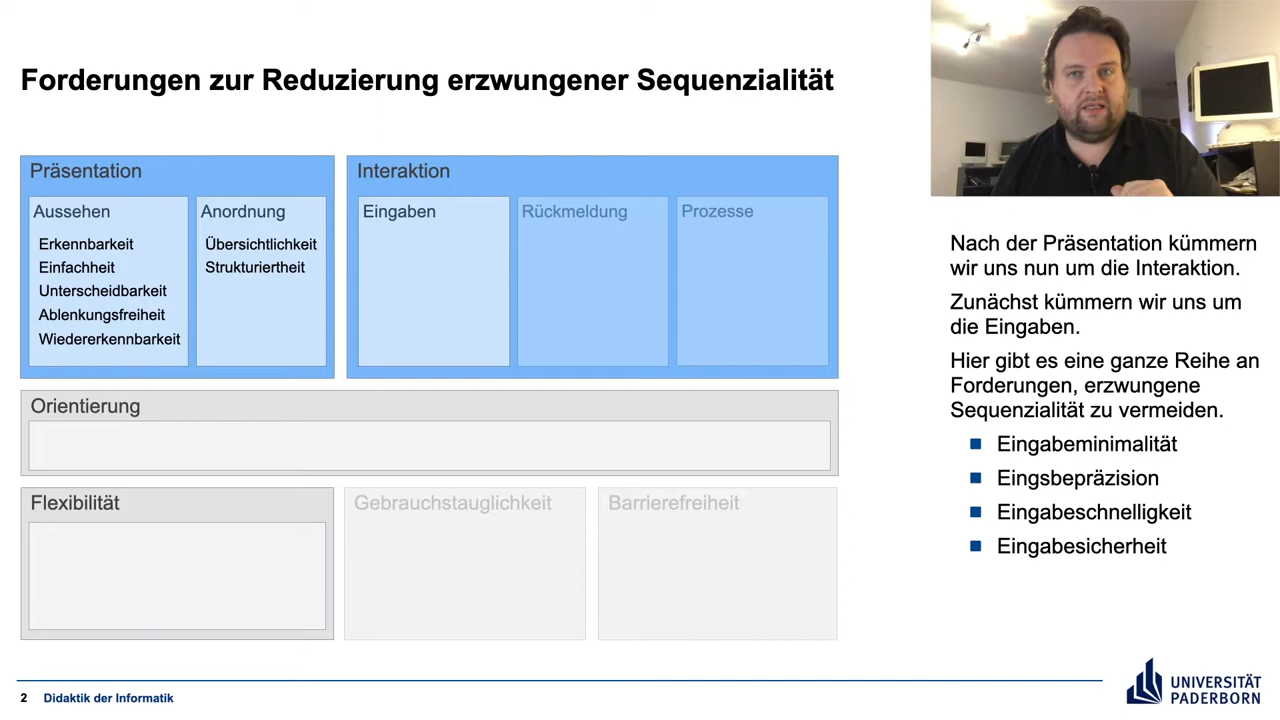 Forderungen zur Reduzierung erzwungener Sequenzialität
Präsentation
Aussehen
Erkennbarkeit
Einfachheit
Unterscheidbarkeit
Ablenkungsfreiheit
Wiedererkennbarkeit
Anordnung
Übersichtlichkeit
Strukturiertheit
Interaktion
Eingaben
Rückmeldung
Prozesse
Orientierung
Flexibilität
Gebrauchstauglichkeit
Barrierefreiheit
Nach der Präsentation kümmern
wir uns nun um die Interaktion.
Zunächst kümmern wir uns um
die Eingaben.
Hier gibt es eine ganze Reihe an
Forderungen, erzwungene
Sequenzialität zu vermeiden.
Eingabeminimalität
Eingsbepräzision
Eingabeschnelligkeit
Eingabesicherheit
2 Didaktik der Informatik
UNIVERSITÄT
PADERBORN